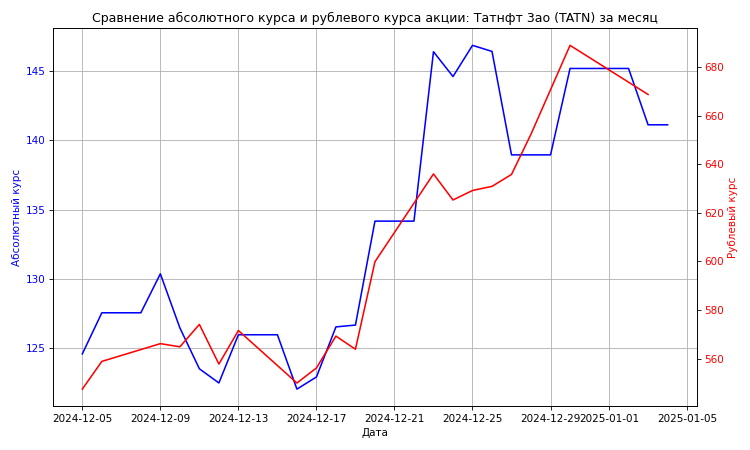 Сравнение абсолютного курса и рублевого курса акции: Татнфт 3ао (TATN) за месяц
145
140
135
130
125
Абсолютный курс
680
660
640
620
600
580
560
Рублевый курс
2024-12-05 2024-12-09 2024-12-13 2024-12-17 2024-12-21 2024-12-25 2024-12-29 2025-01-01 2025-01-05
Дата